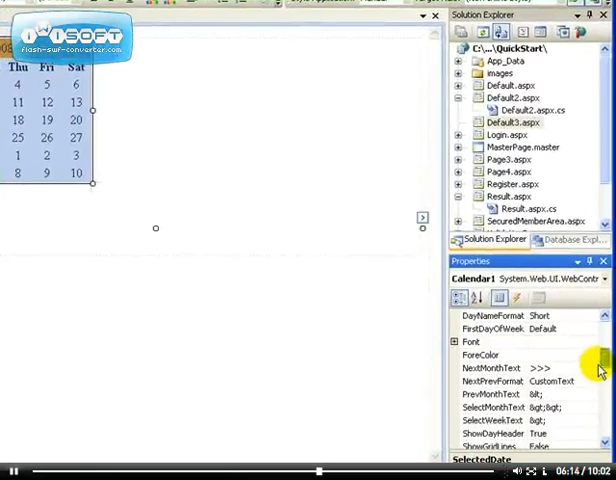 Solution Explorer
SOFT
flash-swf-converter.com
Thu Fri Sat
4 5 6
11 12 13
18 19 20
25 26 27
1 2 3
8 9 10
C:\...\QuickStart\
App_Data
images
Default.aspx
Default2.aspx
Default2.aspx.cs
Default3.aspx
Login.aspx
MasterPage.master
Page3.aspx
Page4.aspx
Register.aspx
Result.aspx
Result.aspx.cs
SecuredMemberArea.aspx
Solution Explorer Database Expl...
Properties
Calendar1 System.Web.UI.WebContr
DayNameFormat Short
FirstDayOfWeek Default
Font
ForeColor
NextMonthText >>>
NextPrevFormat CustomText
PrevMonthText &lt;
SelectMonthText &gt;&gt;
SelectWeekText &gt;
ShowDayHeader True
ShowGridLines False
SelectedDate
06:14 / 10:02